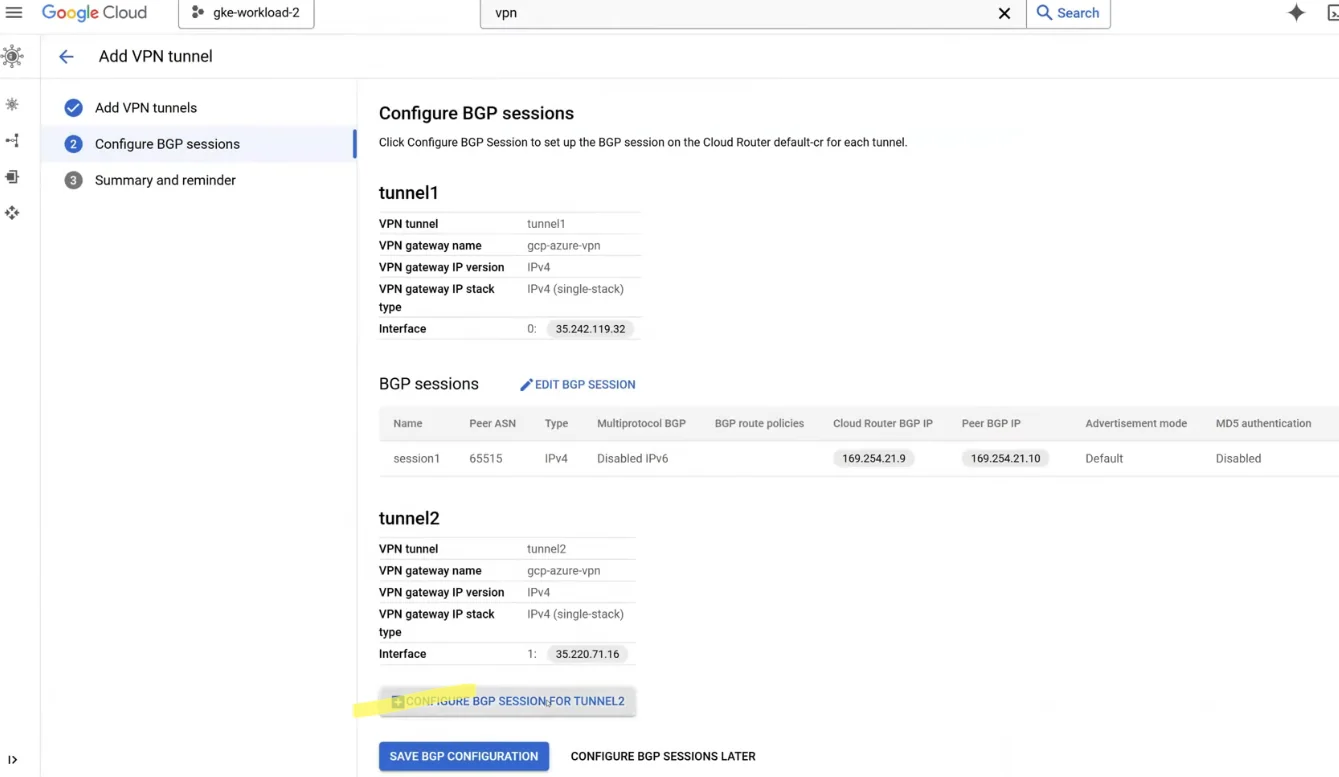 Google Cloud gke-workload-2 vpn Search
Add VPN tunnel
Add VPN tunnels
2 Configure BGP sessions
3 Summary and reminder
Configure BGP sessions
Click Configure BGP Session to set up the BGP session on the Cloud Router default-cr for each tunnel.
tunnel1
VPN tunnel tunnel1
VPN gateway name gcp-azure-vpn
VPN gateway IP version IPv4
VPN gateway IP stack IPv4 (single-stack)
type
Interface 0: 35.242.119.32
BGP sessions EDIT BGP SESSION
Name Peer ASN Type Multiprotocol BGP BGP route policies Cloud Router BGP IP Peer BGP IP Advertisement mode MD5 authentication
session1 65515 IPv4 Disabled IPv6 169.254.21.9 169.254.21.10 Default Disabled
tunnel2
VPN tunnel tunnel2
VPN gateway name gcp-azure-vpn
VPN gateway IP version IPv4
VPN gateway IP stack IPv4 (single-stack)
type
Interface 1: 35.220.71.16
CONFIGURE BGP SESSION FOR TUNNEL2
SAVE BGP CONFIGURATION CONFIGURE BGP SESSIONS LATER